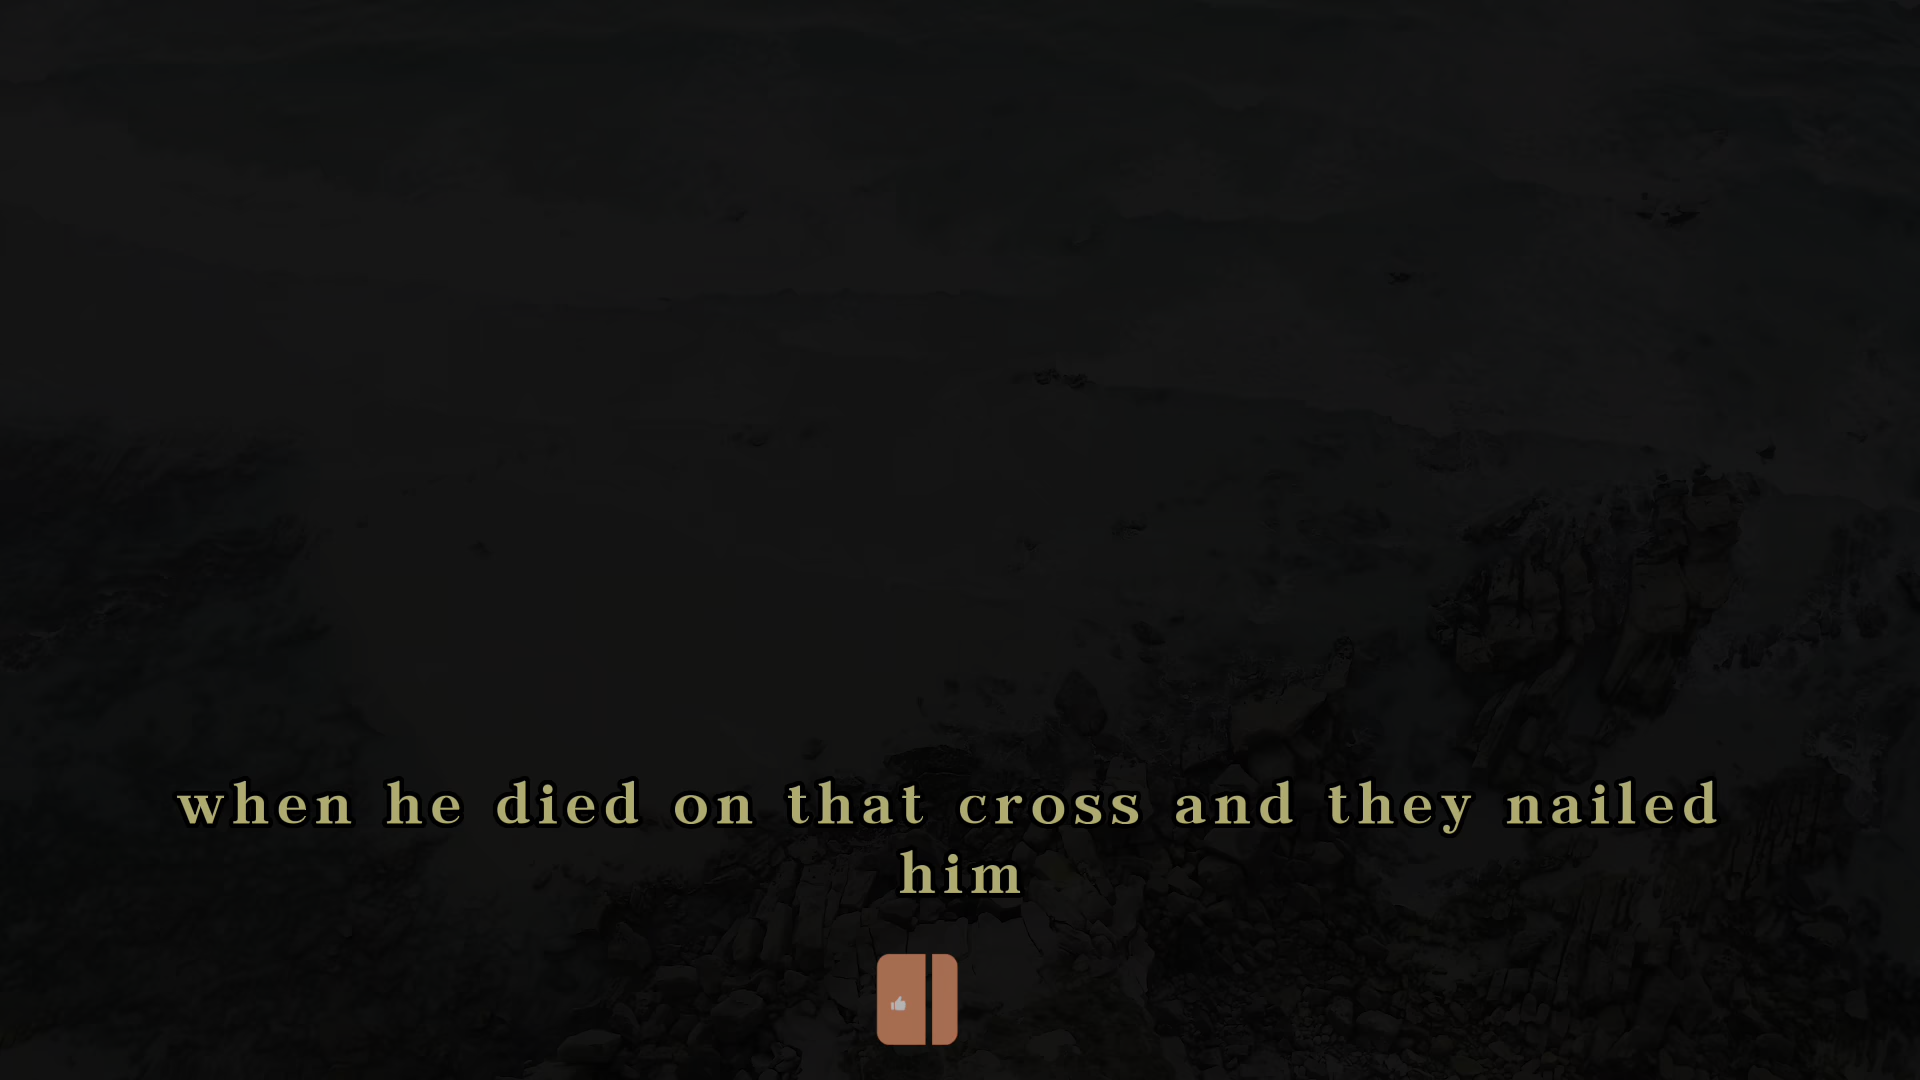 when he died on that cross and they nailed
him